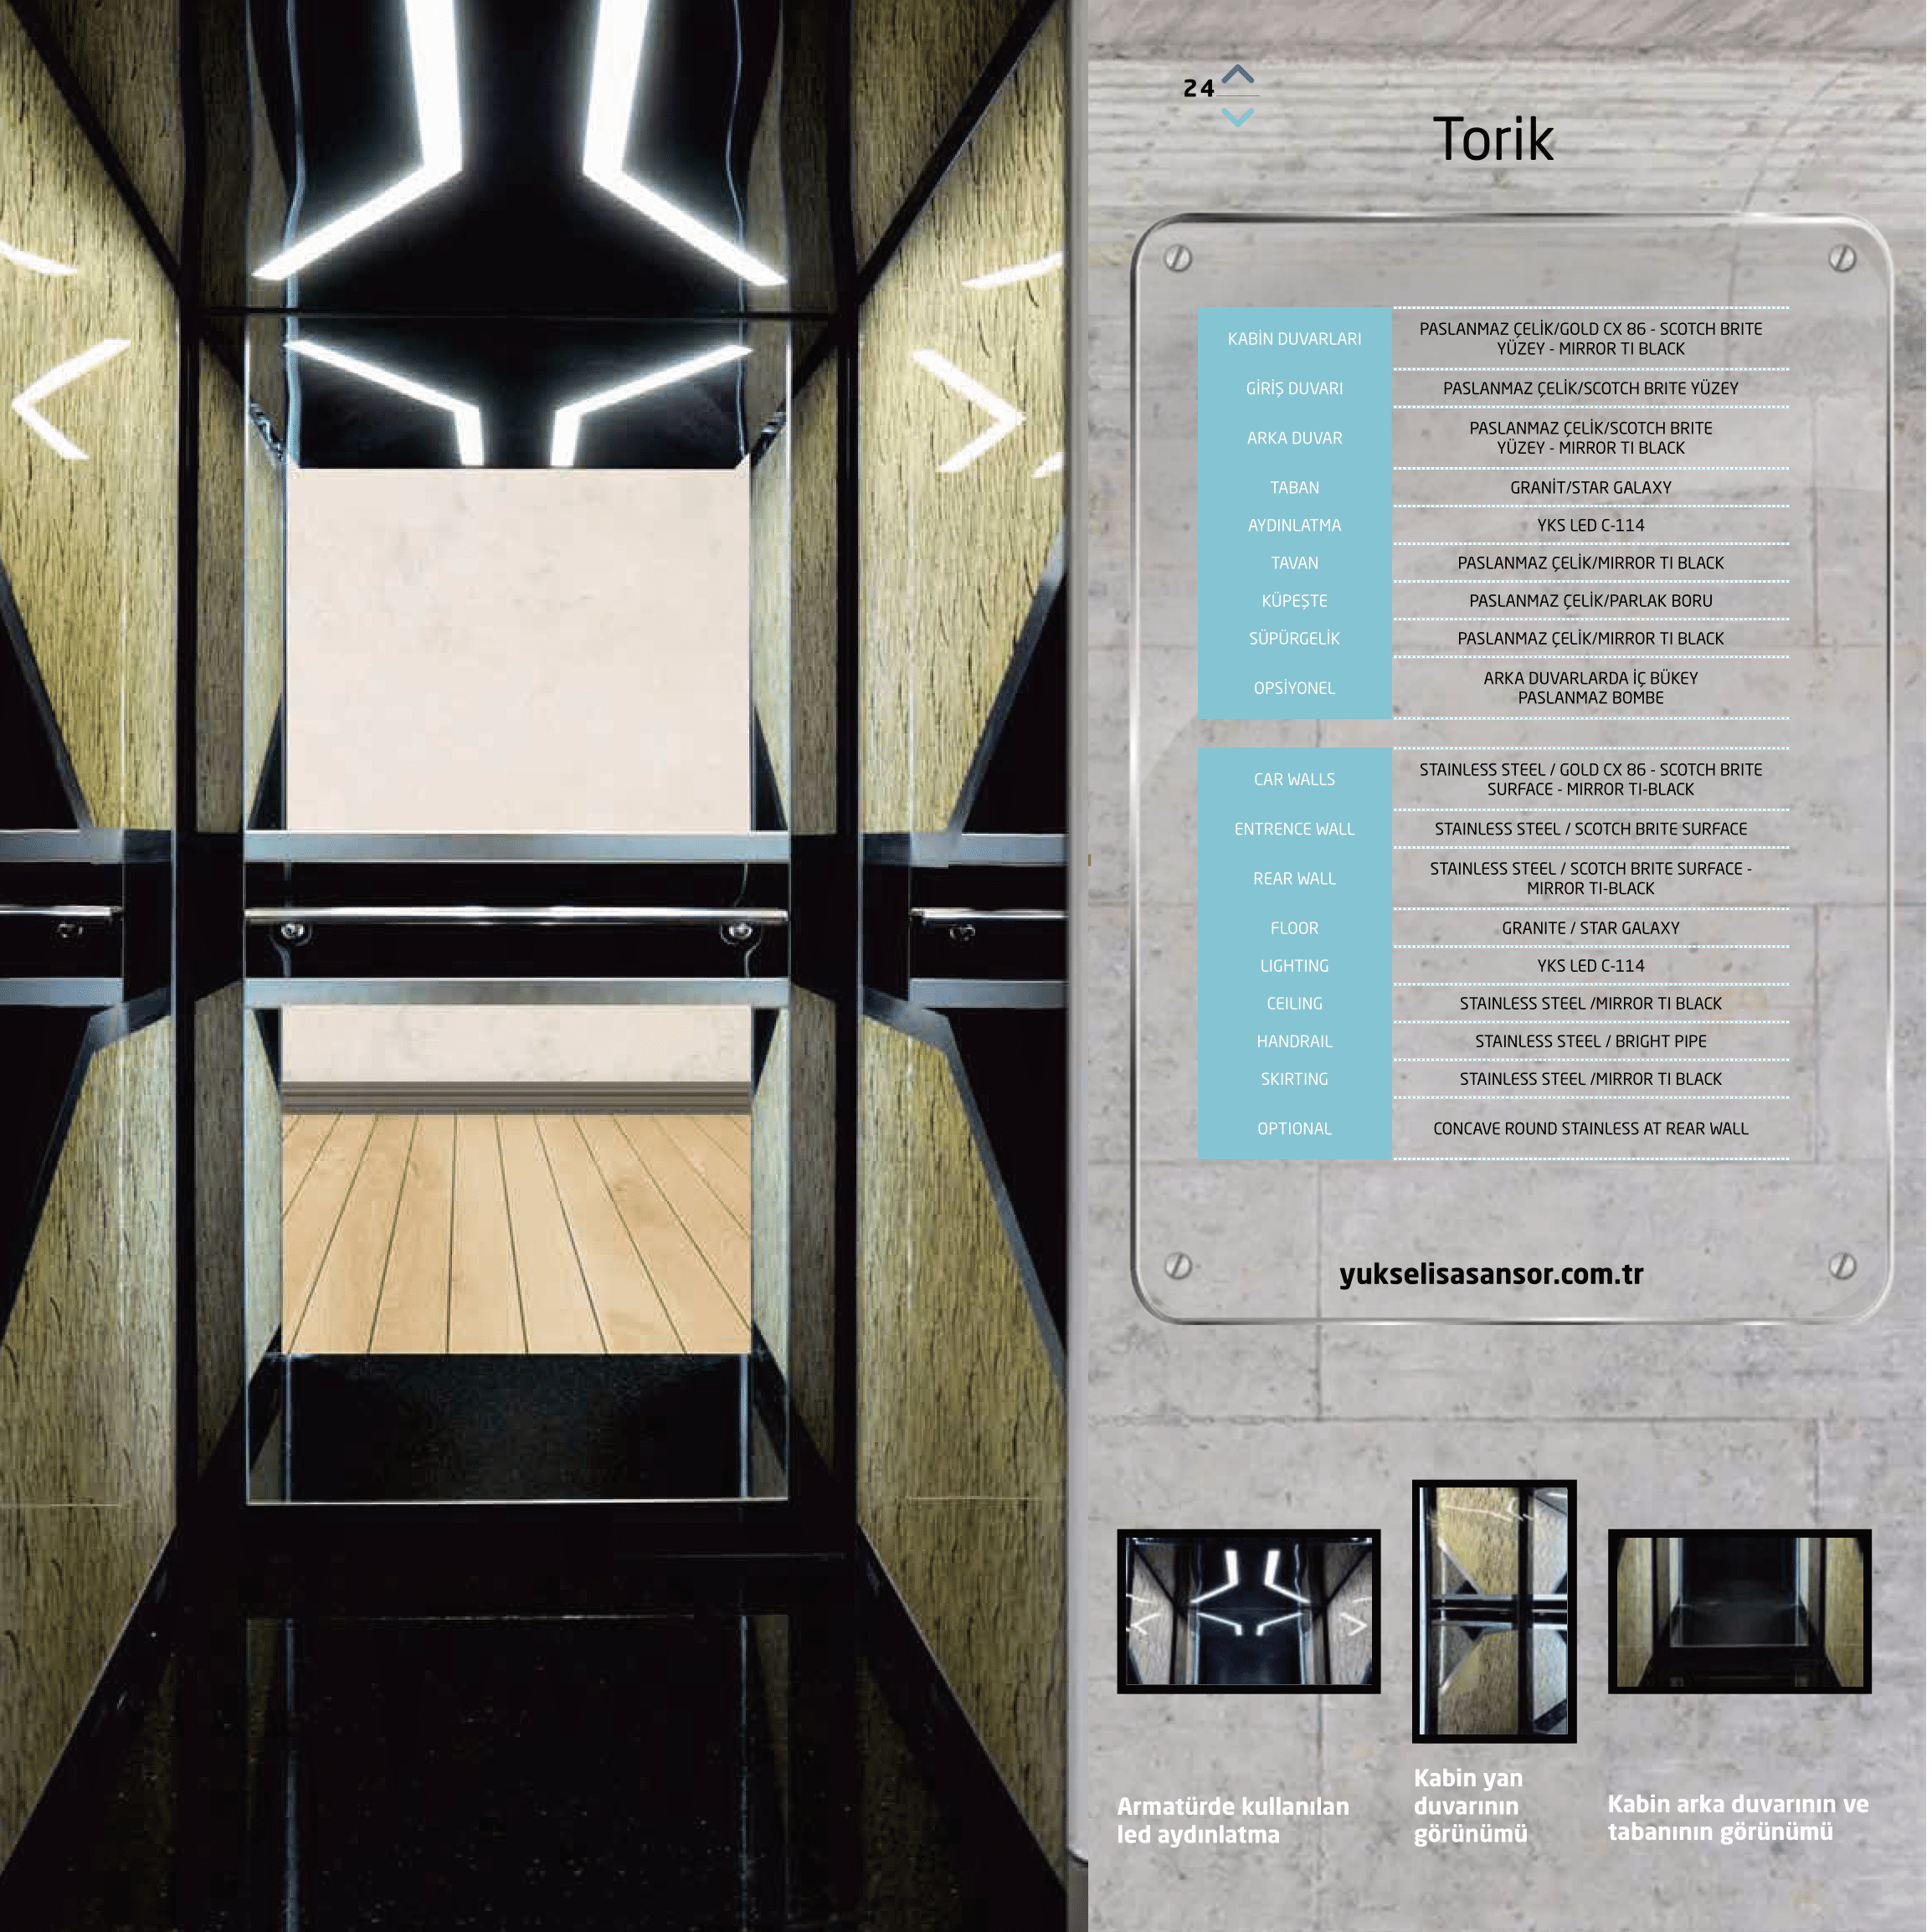 24
Torik
KABİN DUVARLARI
PASLANMAZ ÇELİK/GOLD CX 86 - SCOTCH BRITE
YÜZEY - MIRROR TI BLACK
GİRİŞ DUVARI
PASLANMAZ ÇELİK/SCOTCH BRITE YÜZEY
ARKA DUVAR
PASLANMAZ ÇELİK/SCOTCH BRITE
YÜZEY - MIRROR TI BLACK
TABAN
GRANİT/STAR GALAXY
AYDINLATMA
YKS LED C-114
TAVAN
PASLANMAZ ÇELİK/MIRROR TI BLACK
KÜPEŞTE
PASLANMAZ ÇELİK/PARLAK BORU
SÜPÜRGELİK
PASLANMAZ ÇELİK/MIRROR TI BLACK
OPSİYONEL
ARKA DUVARLARDA İÇ BÜKEY
PASLANMAZ BOMBE
CAR WALLS
STAINLESS STEEL / GOLD CX 86 - SCOTCH BRITE
SURFACE - MIRROR TI-BLACK
ENTRENCE WALL
STAINLESS STEEL / SCOTCH BRITE SURFACE
REAR WALL
STAINLESS STEEL / SCOTCH BRITE SURFACE -
MIRROR TI-BLACK
FLOOR
GRANITE / STAR GALAXY
LIGHTING
YKS LED C-114
CEILING
STAINLESS STEEL /MIRROR TI BLACK
HANDRAIL
STAINLESS STEEL / BRIGHT PIPE
SKIRTING
STAINLESS STEEL /MIRROR TI BLACK
OPTIONAL
CONCAVE ROUND STAINLESS AT REAR WALL
yukselisasansor.com.tr
Armatürde kullanılan
led aydınlatma
Kabin yan
duvarının
görünümü
Kabin arka duvarının ve
tabanının görünümü